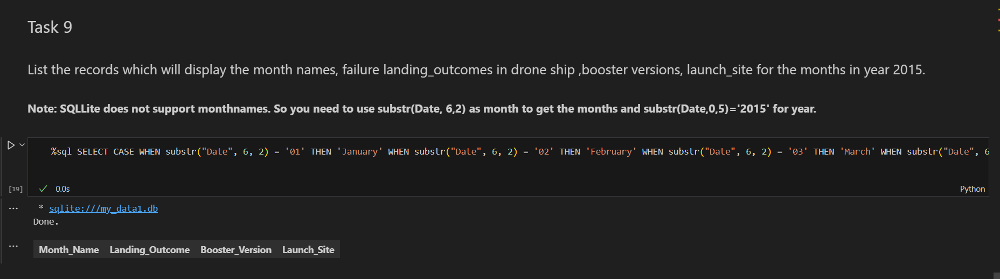 Task 9
List the records which will display the month names, failure landing_outcomes in drone ship ,booster versions, launch_site for the months in year 2015.
Note: SQLLite does not support monthnames. So you need to use substr(Date, 6,2) as month to get the months and substr(Date,0,5)='2015' for year.
%sql SELECT CASE WHEN substr("Date", 6, 2) = '01' THEN 'January' WHEN substr("Date", 6, 2) = '02' THEN 'February' WHEN substr("Date", 6, 2) = '03' THEN 'March' WHEN substr("Date", 6
[19] 0.0s Python
* sqlite:///my_data1.db
Done.
Month_Name Landing_Outcome Booster_Version Launch_Site